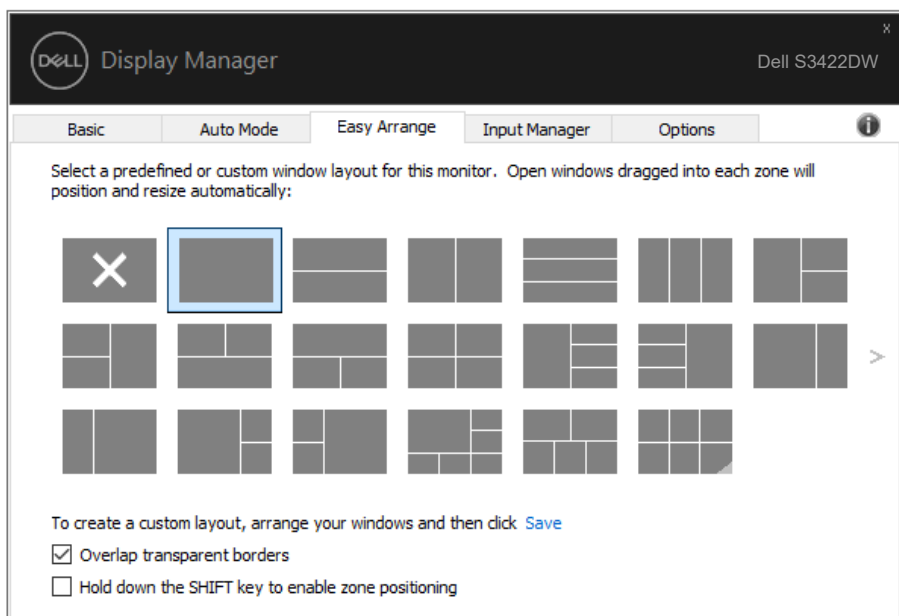 x
DELL Display Manager
Dell S3422DW
Basic Auto Mode Easy Arrange Input Manager Options
Select a predefined or custom window layout for this monitor. Open windows dragged into each zone will
position and resize automatically:
>
To create a custom layout, arrange your windows and then click Save
Overlap transparent borders
Hold down the SHIFT key to enable zone positioning